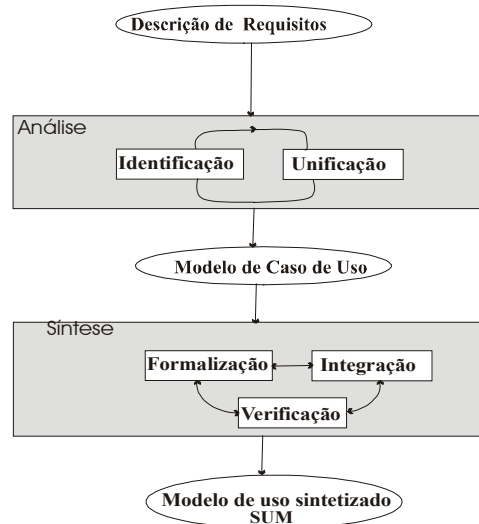 Descrição de Requisitos
Análise
Identificação
Unificação
Modelo de Caso de Uso
Síntese
Formalização
Integração
Verificação
Modelo de uso sintetizado
SUM